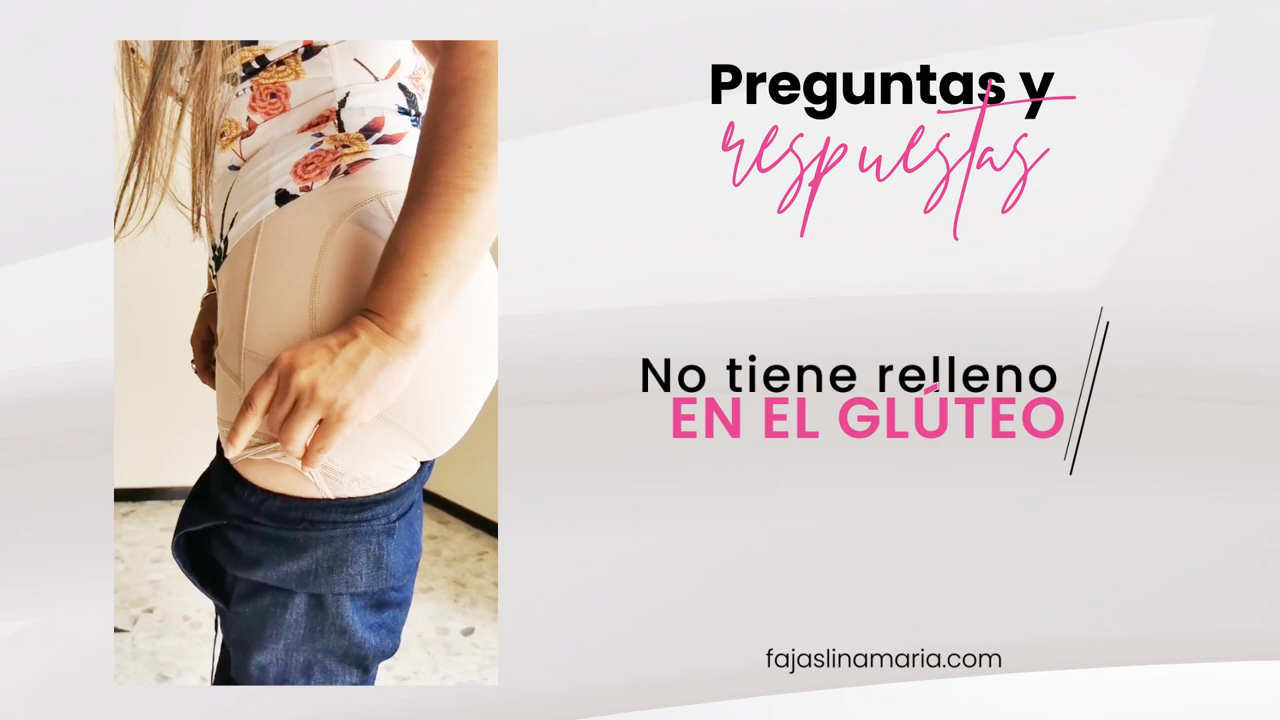 Preguntas y
respuestas
No tiene relleno
EN EL GLÚTEO
fajaslinamaria.com